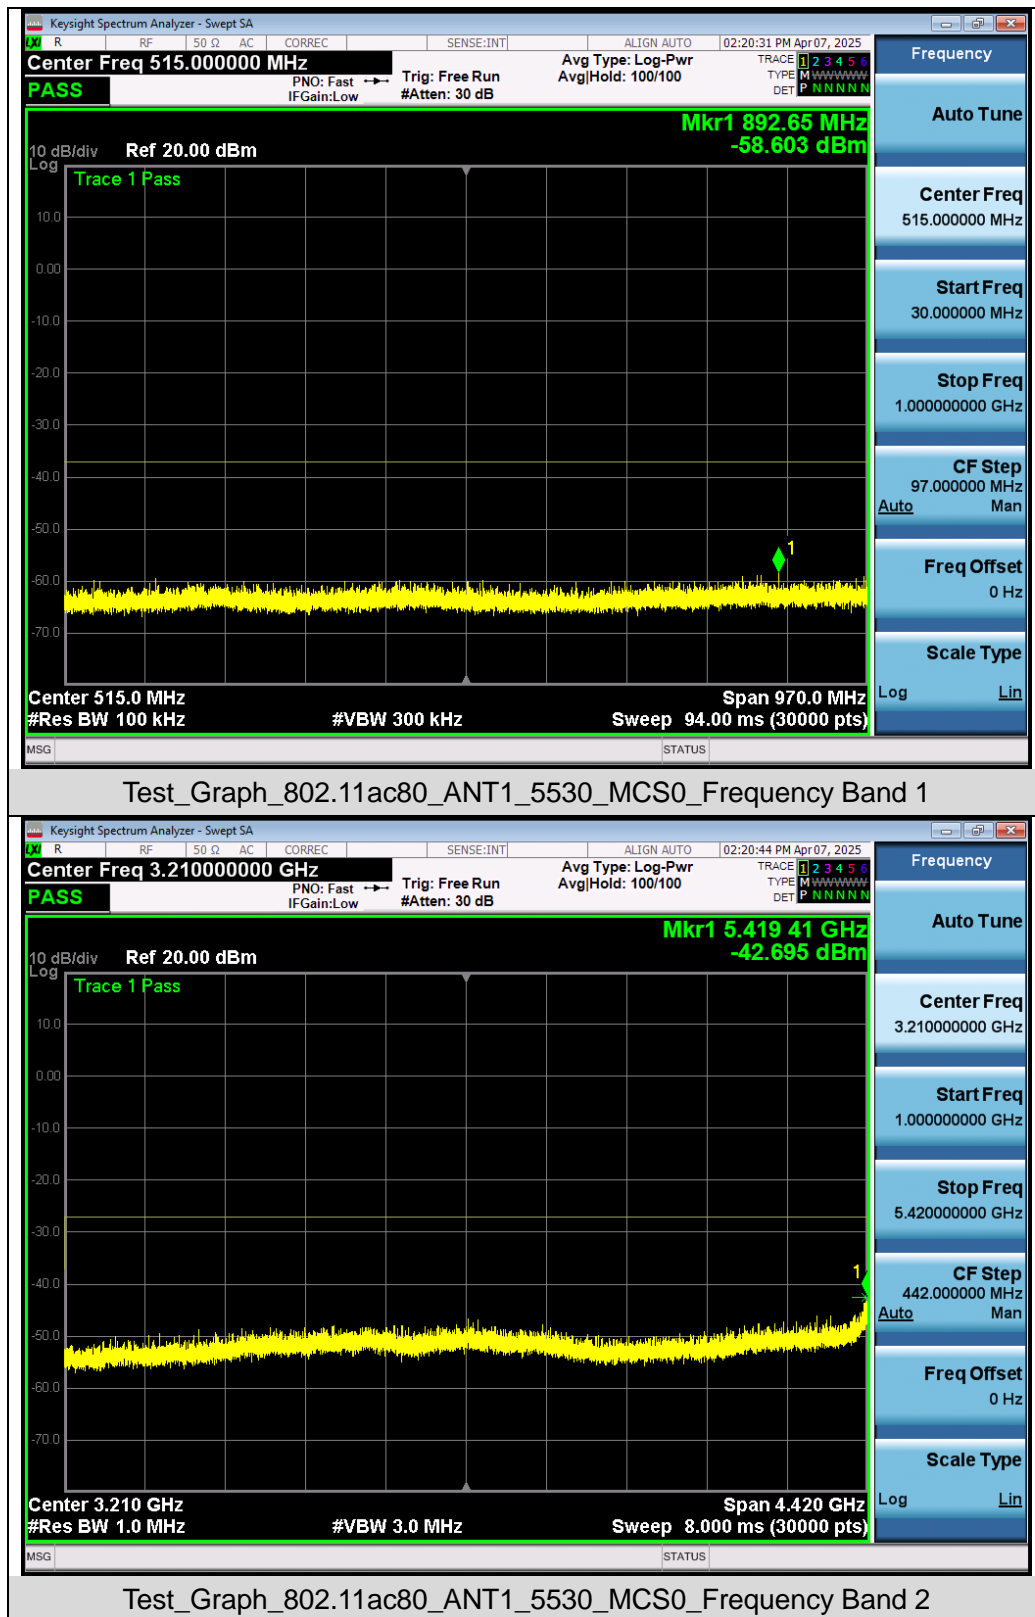 Keysight Spectrum Analyzer - Swept SA
LXI R RF 50 Ω AC CORREC SENSE:INT ALIGN AUTO 02:20:31 PM Apr 07, 2025
Center Freq 515.000000 MHz
PASS
PNO: Fast
IFGain:Low
Trig: Free Run
#Atten: 30 dB
Avg Type: Log-Pwr
Avg|Hold: 100/100
TRACE 1 2 3 4 5 6
TYPE M WWWWW
DET P N N N N N
Mkr1 892.65 MHz
-58.603 dBm
10 dB/div Ref 20.00 dBm
Log
Trace 1 Pass
10.0
0.00
-10.0
-20.0
-30.0
-40.0
-50.0
1
-60.0
-70.0
Center 515.0 MHz Span 970.0 MHz
#Res BW 100 kHz #VBW 300 kHz Sweep 94.00 ms (30000 pts)
MSG STATUS
Frequency
Auto Tune
Center Freq
515.000000 MHz
Start Freq
30.000000 MHz
Stop Freq
1.000000000 GHz
CF Step
97.000000 MHz
Auto Man
Freq Offset
0 Hz
Scale Type
Log Lin
Test_Graph_802.11ac80_ANT1_5530_MCS0_Frequency Band 1
Keysight Spectrum Analyzer - Swept SA
LXI R RF 50 Ω AC CORREC SENSE:INT ALIGN AUTO 02:20:44 PM Apr 07, 2025
Center Freq 3.210000000 GHz
PASS
PNO: Fast
IFGain:Low
Trig: Free Run
#Atten: 30 dB
Avg Type: Log-Pwr
Avg|Hold: 100/100
TRACE 1 2 3 4 5 6
TYPE M WWWWW
DET P N N N N N
Mkr1 5.419 41 GHz
-42.695 dBm
10 dB/div Ref 20.00 dBm
Log
Trace 1 Pass
10.0
0.00
-10.0
-20.0
-30.0
1
-40.0
-50.0
-60.0
-70.0
Center 3.210 GHz Span 4.420 GHz
#Res BW 1.0 MHz #VBW 3.0 MHz Sweep 8.000 ms (30000 pts)
MSG STATUS
Frequency
Auto Tune
Center Freq
3.210000000 GHz
Start Freq
1.000000000 GHz
Stop Freq
5.420000000 GHz
CF Step
442.000000 MHz
Auto Man
Freq Offset
0 Hz
Scale Type
Log Lin
Test_Graph_802.11ac80_ANT1_5530_MCS0_Frequency Band 2